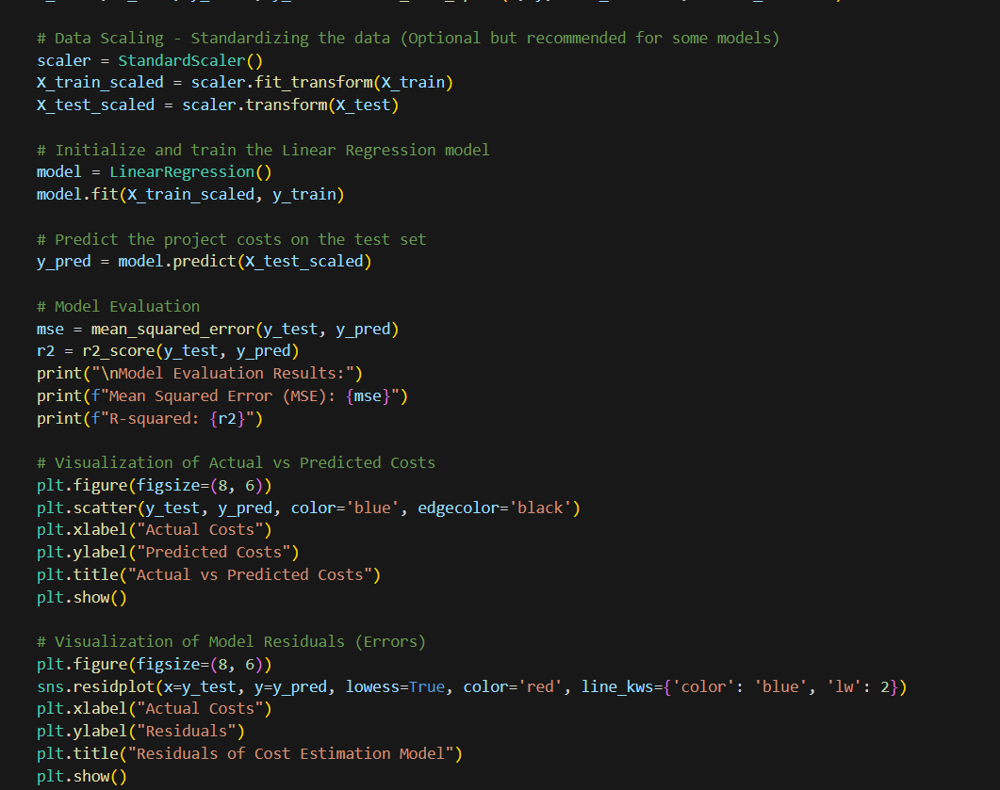 # Data Scaling - Standardizing the data (Optional but recommended for some models)
scaler = StandardScaler()
X_train_scaled = scaler.fit_transform(X_train)
X_test_scaled = scaler.transform(X_test)
# Initialize and train the Linear Regression model
model = LinearRegression()
model.fit(X_train_scaled, y_train)
# Predict the project costs on the test set
y_pred = model.predict(X_test_scaled)
# Model Evaluation
mse = mean_squared_error(y_test, y_pred)
r2 = r2_score(y_test, y_pred)
print("\nModel Evaluation Results:")
print(f"Mean Squared Error (MSE): {mse}")
print(f"R-squared: {r2}")
# Visualization of Actual vs Predicted Costs
plt.figure(figsize=(8, 6))
plt.scatter(y_test, y_pred, color='blue', edgecolor='black')
plt.xlabel("Actual Costs")
plt.ylabel("Predicted Costs")
plt.title("Actual vs Predicted Costs")
plt.show()
# Visualization of Model Residuals (Errors)
plt.figure(figsize=(8, 6))
sns.residplot(x=y_test, y=y_pred, lowess=True, color='red', line_kws={'color': 'blue', 'lw': 2})
plt.xlabel("Actual Costs")
plt.ylabel("Residuals")
plt.title("Residuals of Cost Estimation Model")
plt.show()